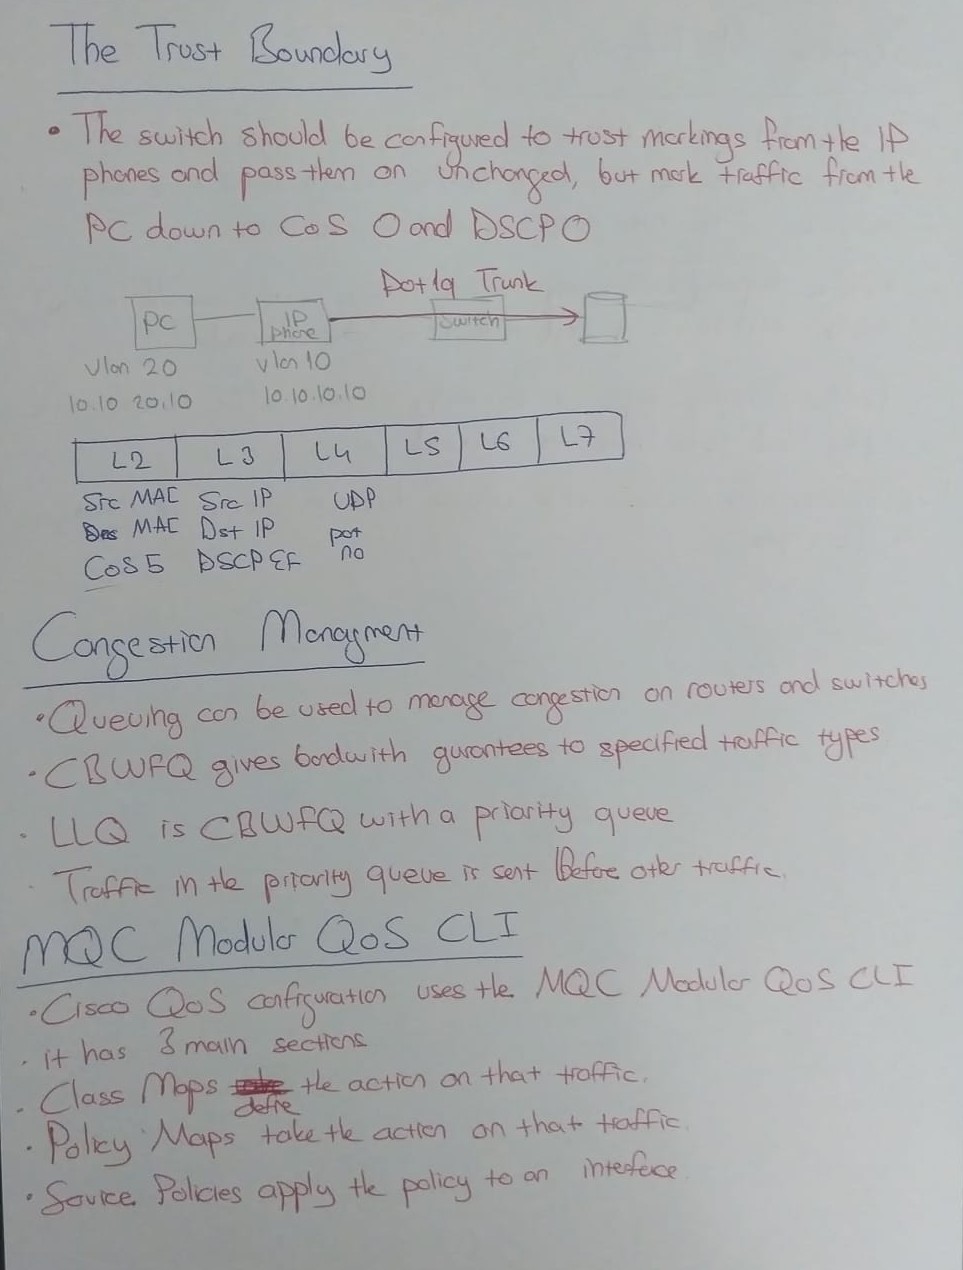 The Trust Boundary
• The switch should be configured to trust markings from the IP
phones and pass them on unchanged, but mark traffic from the
PC down to CoS 0 and DSCP 0
Dot1q Trunk
PC
IP phone
Switch
Vlan 20
vlan 10
10.10 20.10
10.10.10.10
L2 L3 L4 L5 L6 L7
Src MAC Src IP UDP
Des MAC Dst IP port
no
CoS 5 DSCP EF
Congestion Managment
• Queuing can be used to manage congestion on routers and switches
• CBWFQ gives bandwith gurantees to specified traffic types
• LLQ is CBWFQ with a priority queue
• Traffic in the priority queue is sent Before other traffic.
MQC Modular QoS CLI
• Cisco QoS configuration uses the MQC Modular QoS CLI
• it has 3 main sections
• Class Maps the action on that traffic.
defie
• Policy Maps take the action on that traffic.
• Service Policies apply the policy to an interface.